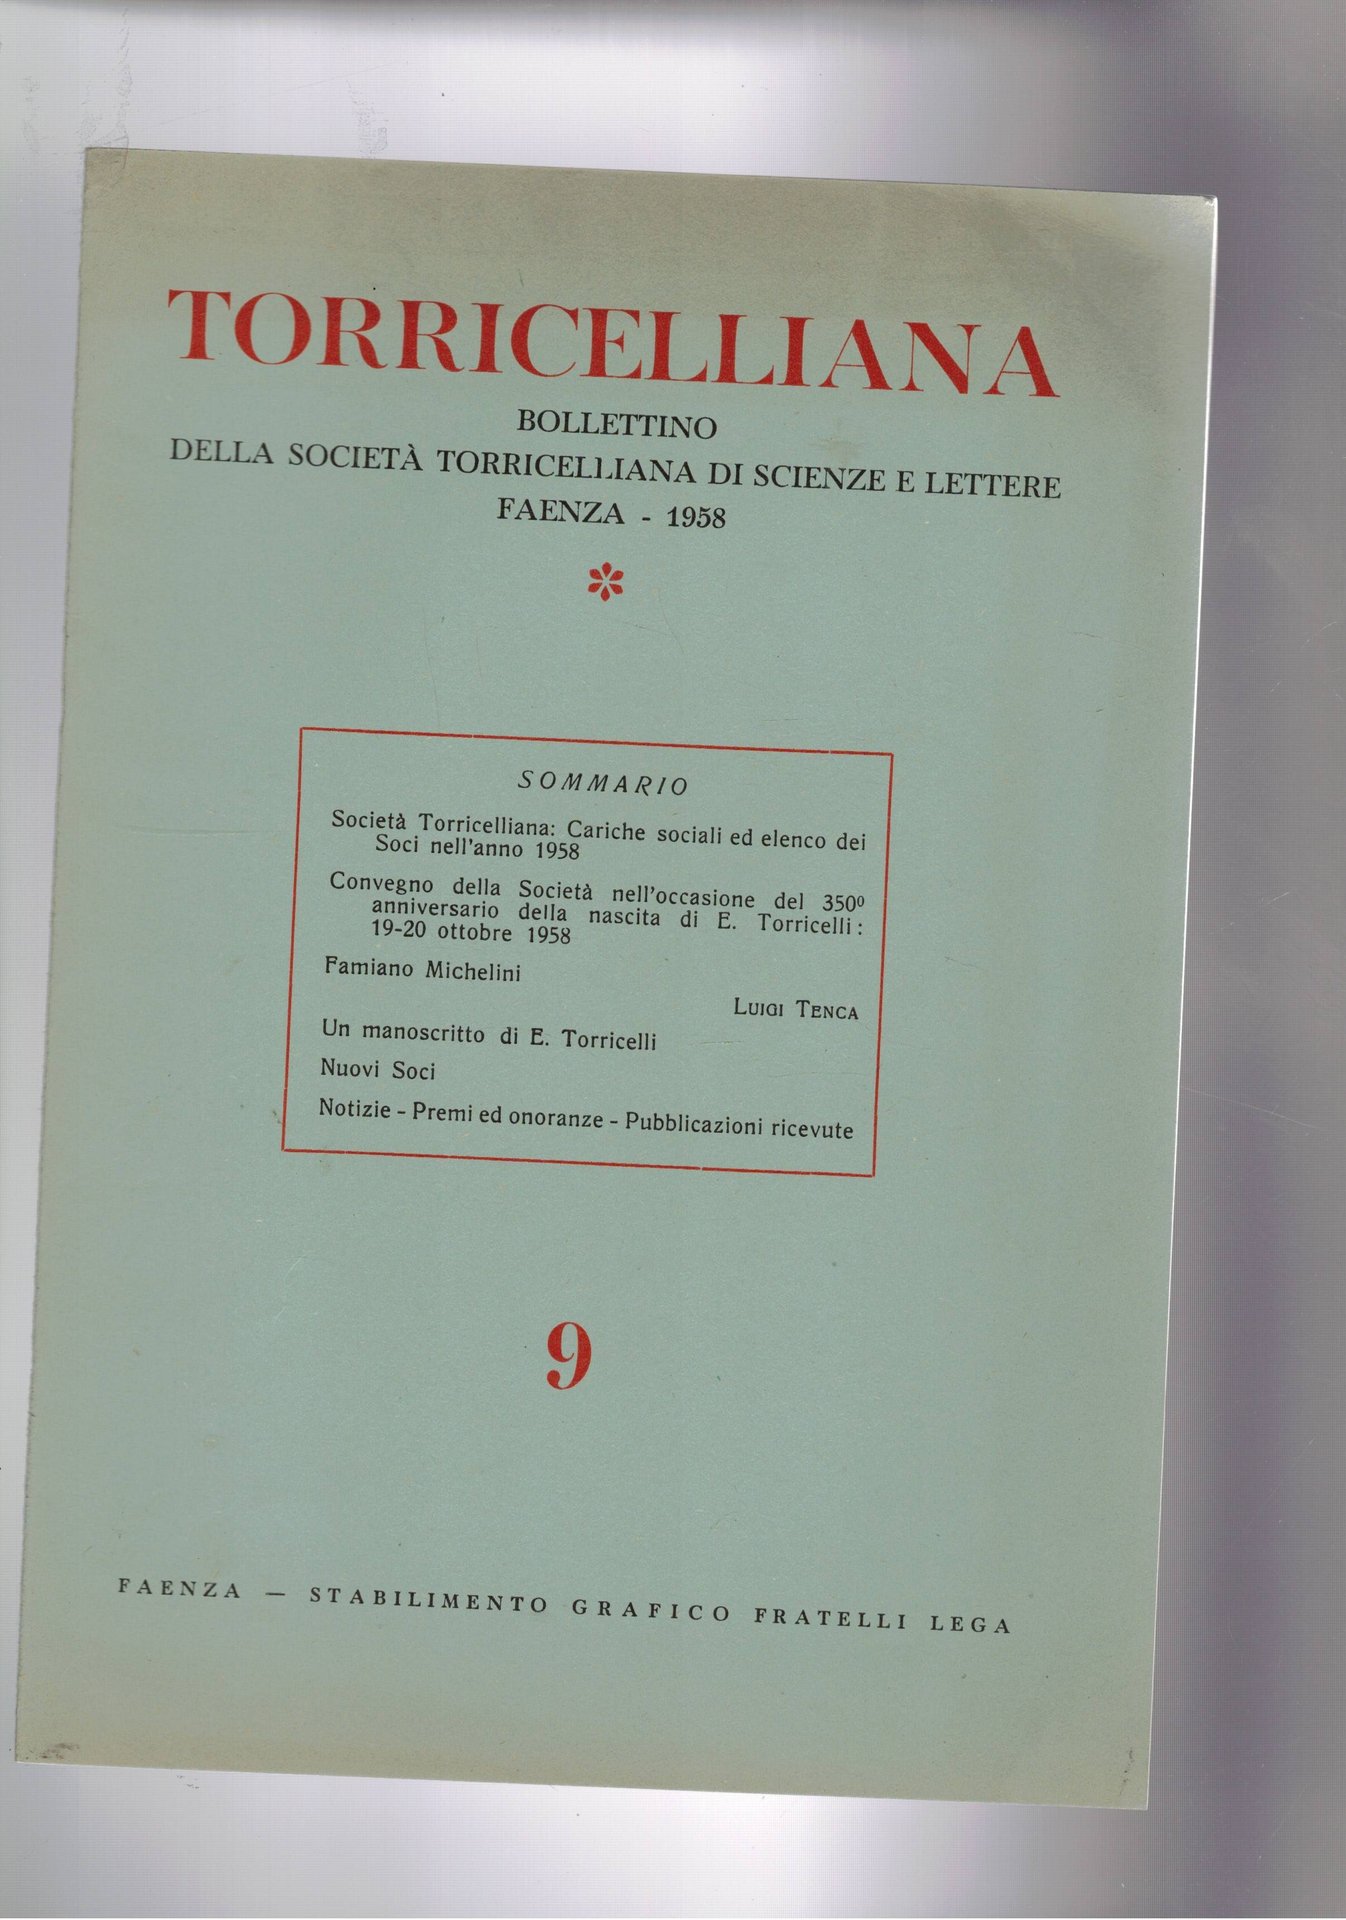 TORRICELLIANA
BOLLETTINO
DELLA SOCIETÀ TORRICELLIANA DI SCIENZE E LETTERE
FAENZA - 1958
SOMMARIO
Società Torricelliana: Cariche sociali ed elenco dei
Soci nell'anno 1958
Convegno della Società nell'occasione del 350º
anniversario della nascita di E. Torricelli:
19-20 ottobre 1958
Famiano Michelini
LUIGI TENCA
Un manoscritto di E. Torricelli
Nuovi Soci
Notizie - Premi ed onoranze - Pubblicazioni ricevute
9
FAENZA — STABILIMENTO GRAFICO FRATELLI LEGA